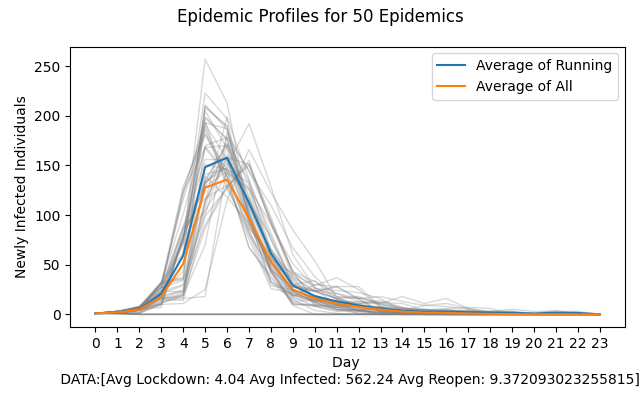 Epidemic Profiles for 50 Epidemics
Average of Running
Average of All
Newly Infected Individuals
250
200
150
100
50
0
0 1 2 3 4 5 6 7 8 9 10 11 12 13 14 15 16 17 18 19 20 21 22 23
Day
DATA:[Avg Lockdown: 4.04 Avg Infected: 562.24 Avg Reopen: 9.372093023255815]